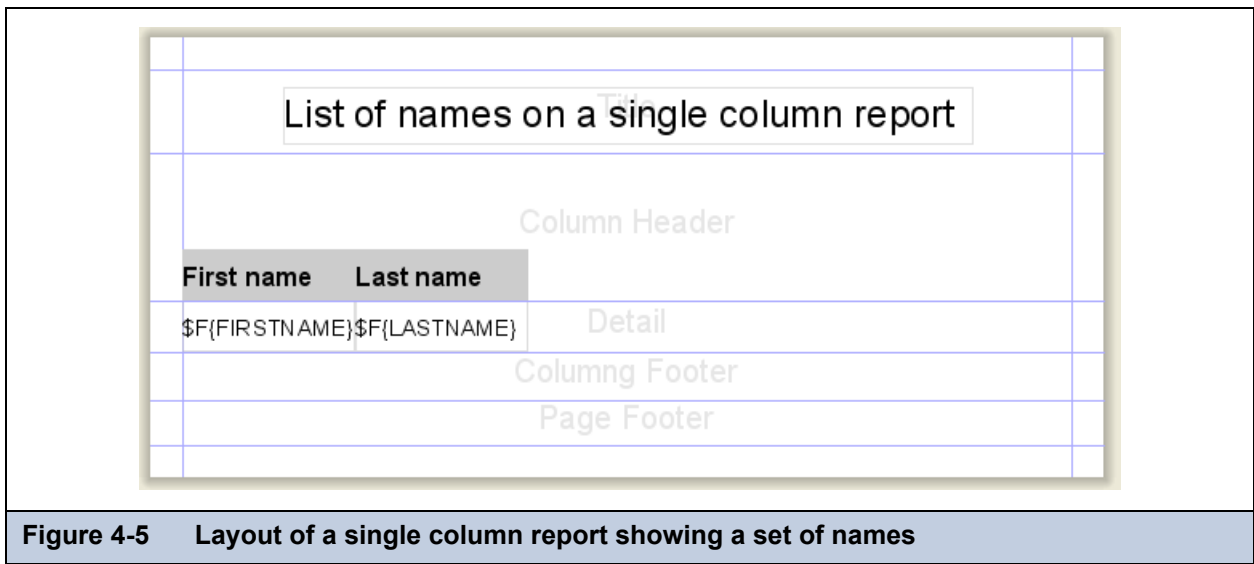 Title
List of names on a single column report
Column Header
First name Last name
$F{FIRSTNAME} $F{LASTNAME} Detail
Columng Footer
Page Footer
Figure 4-5 Layout of a single column report showing a set of names